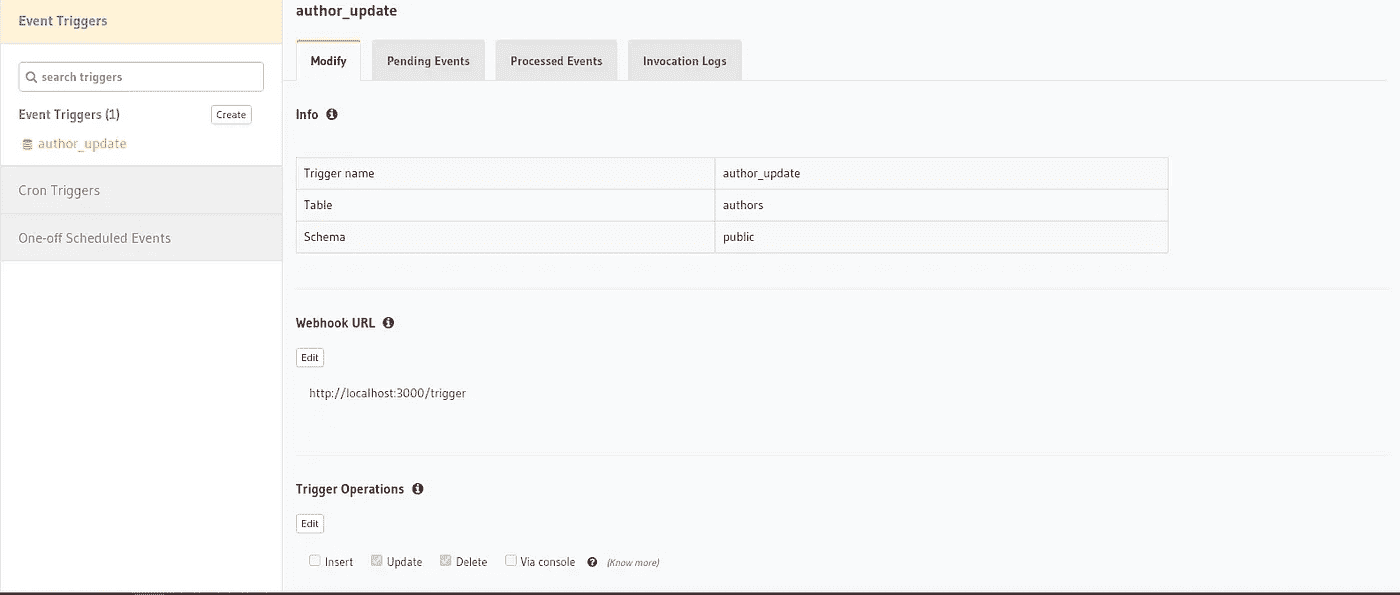 Event Triggers
search triggers
Event Triggers (1) Create
author_update
Cron Triggers
One-off Scheduled Events
author_update
Modify Pending Events Processed Events Invocation Logs
Info
Trigger name author_update
Table authors
Schema public
Webhook URL
Edit
http://localhost:3000/trigger
Trigger Operations
Edit
Insert Update Delete Via console (Know more)